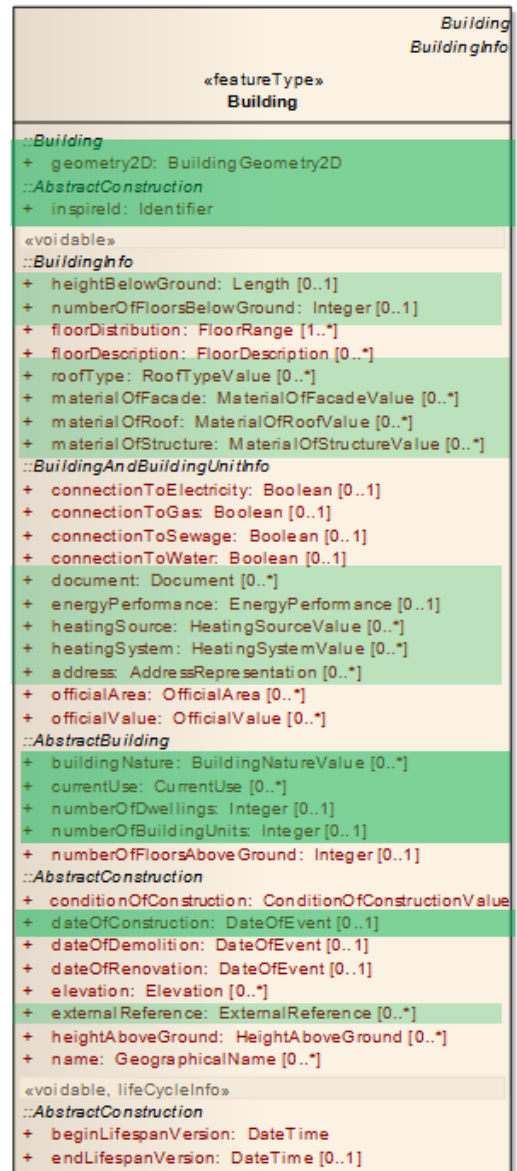 Building
BuildingInfo
«featureType»
Building
::Building
+ geometry2D: BuildingGeometry2D
::AbstractConstruction
+ inspireId: Identifier
«voidable»
::BuildingInfo
+ heightBelowGround: Length [0..1]
+ numberOfFloorsBelowGround: Integer [0..1]
+ floorDistribution: FloorRange [1..*]
+ floorDescription: FloorDescription [0..*]
+ roofType: RoofTypeValue [0..*]
+ materialOfFacade: MaterialOfFacadeValue [0..*]
+ materialOfRoof: MaterialOfRoofValue [0..*]
+ materialOfStructure: MaterialOfStructureValue [0..*]
::BuildingAndBuildingUnitInfo
+ connectionToElectricity: Boolean [0..1]
+ connectionToGas: Boolean [0..1]
+ connectionToSewage: Boolean [0..1]
+ connectionToWater: Boolean [0..1]
+ document: Document [0..*]
+ energyPerformance: EnergyPerformance [0..1]
+ heatingSource: HeatingSourceValue [0..*]
+ heatingSystem: HeatingSystemValue [0..*]
+ address: AddressRepresentation [0..*]
+ officialArea: OfficialArea [0..*]
+ officialValue: OfficialValue [0..*]
::AbstractBuilding
+ buildingNature: BuildingNatureValue [0..*]
+ currentUse: CurrentUse [0..*]
+ numberOfDwellings: Integer [0..1]
+ numberOfBuildingUnits: Integer [0..1]
+ numberOfFloorsAboveGround: Integer [0..1]
::AbstractConstruction
+ conditionOfConstruction: ConditionOfConstructionValue
+ dateOfConstruction: DateOfEvent [0..1]
+ dateOfDemolition: DateOfEvent [0..1]
+ dateOfRenovation: DateOfEvent [0..1]
+ elevation: Elevation [0..*]
+ externalReference: ExternalReference [0..*]
+ heightAboveGround: HeightAboveGround [0..*]
+ name: GeographicalName [0..*]
«voidable, lifeCycleInfo»
::AbstractConstruction
+ beginLifespanVersion: DateTime
+ endLifespanVersion: DateTime [0..1]